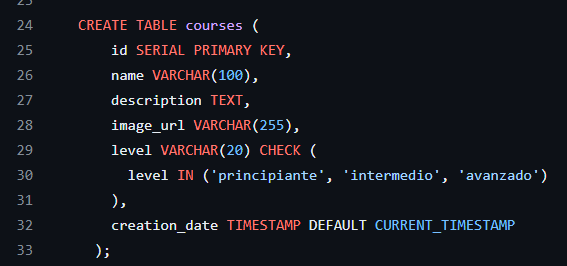 24 CREATE TABLE courses (
25 id SERIAL PRIMARY KEY,
26 name VARCHAR(100),
27 description TEXT,
28 image_url VARCHAR(255),
29 level VARCHAR(20) CHECK (
30 level IN ('principiante', 'intermedio', 'avanzado')
31 ),
32 creation_date TIMESTAMP DEFAULT CURRENT_TIMESTAMP
33 );